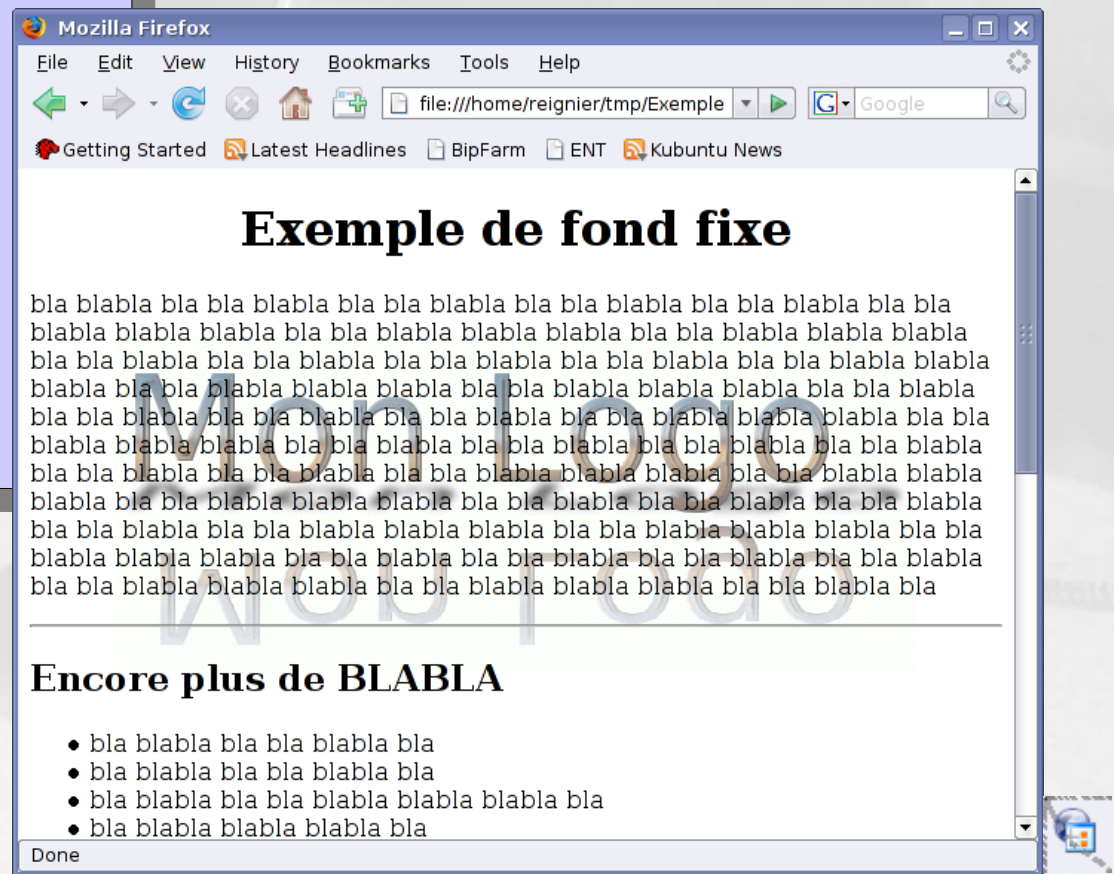 Mozilla Firefox
File Edit View History Bookmarks Tools Help
file:///home/reignier/tmp/Exemple Google
Getting Started Latest Headlines BipFarm ENT Kubuntu News
Exemple de fond fixe
bla blabla bla bla blabla bla bla blabla bla bla blabla bla bla blabla bla bla
blabla blabla blabla bla bla blabla blabla blabla bla bla blabla blabla blabla
bla bla blabla bla bla blabla bla bla bla blabla bla bla blabla bla bla blabla blabla
blabla bla bla blabla blabla blabla bla bla blabla blabla blabla bla bla blabla
bla bla blabla bla bla blabla bla blabla bla bla blabla blabla blabla bla bla
blabla blabla blabla bla bla blabla bla bla blabla bla bla blabla bla bla blabla
bla bla blabla bla bla blabla bla bla blabla blabla blabla bla bla blabla blabla
blabla bla bla blabla blabla blabla bla bla blabla bla bla blabla bla bla blabla
bla bla blabla bla bla blabla blabla blabla bla bla blabla blabla blabla bla bla
blabla blabla blabla bla bla blabla bla bla blabla bla bla blabla bla bla blabla
bla bla blabla blabla blabla bla bla blabla blabla blabla bla bla blabla bla
Mon Logo
Encore plus de BLABLA
bla blabla bla bla blabla bla
bla blabla bla bla blabla bla
bla blabla bla bla blabla blabla blabla bla
bla blabla blabla blabla bla
Done